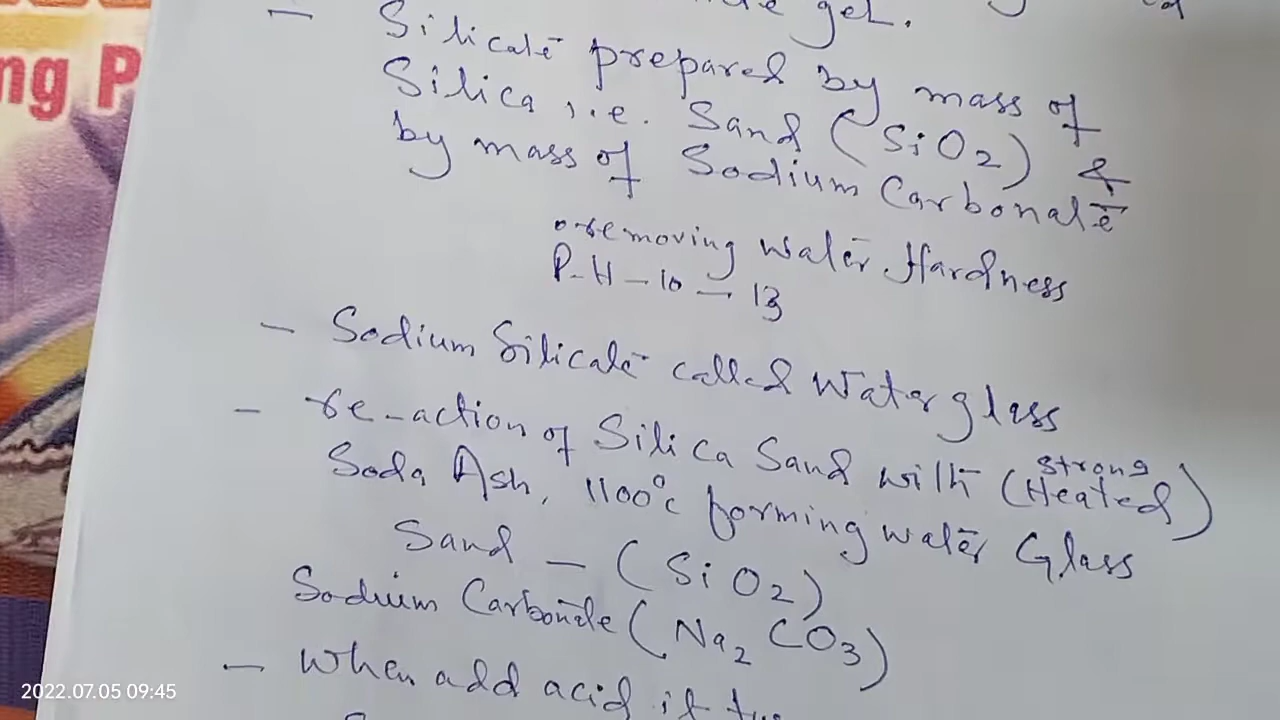 ng P
gel.
- Silicate prepared by mass of
Silica i.e. Sand (SiO2) &
by mass of Sodium Carbonate
removing water Hardness
P-H - 10 - 13
- Sodium Silicate called Water glass
- re-action of Silica Sand with (strong Heated)
Soda Ash, 1100°c forming water Glass
Sand - (SiO2)
Sodium Carbonate (Na2CO3)
- When add acid it
2022.07.05 09:45